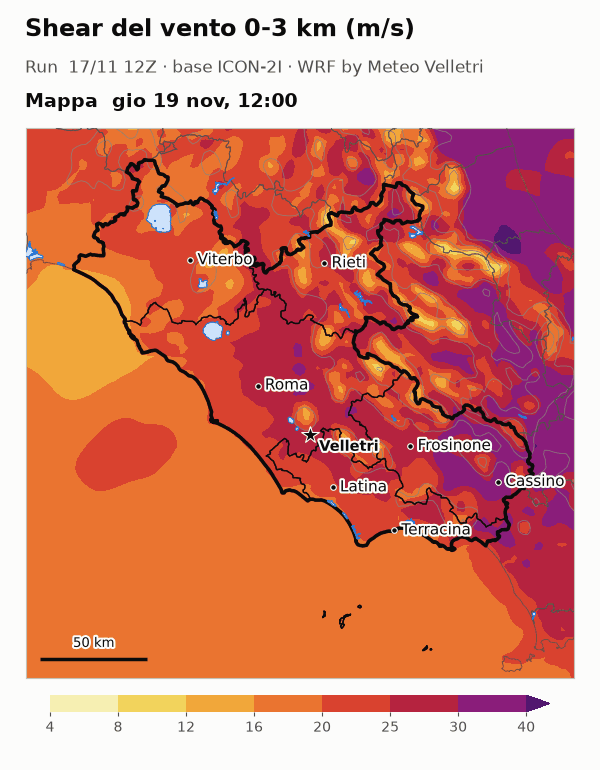 Shear del vento 0-3 km (m/s)
Run  17/11 12Z · base ICON-2I · WRF by Meteo Velletri
Mappa  gio 19 nov, 12:00
Viterbo
Rieti
Roma
Velletri
Frosinone
Cassino
Latina
Terracina
50 km
4 8 12 16 20 25 30 40